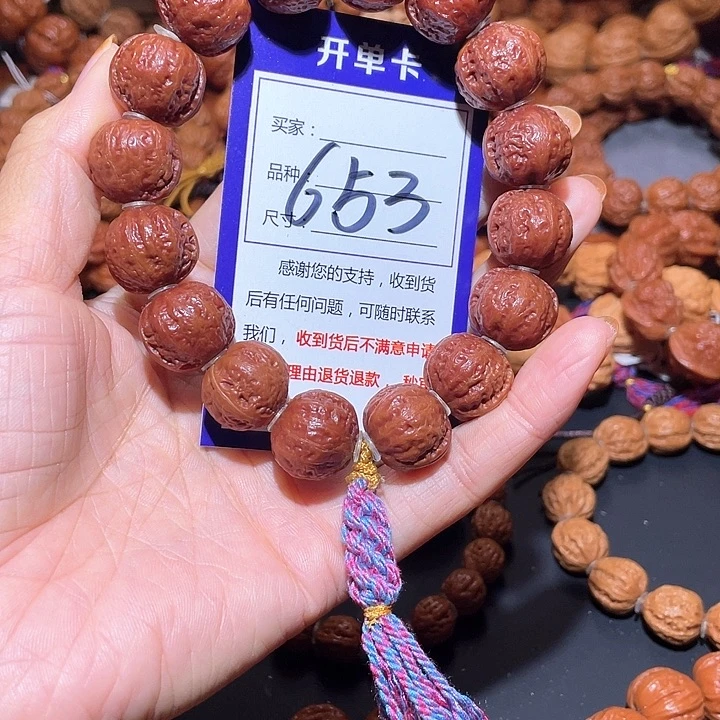 开单卡
买家：
品种：
653
尺寸：
感谢您的支持，收到货
后有任何问题，可随时联系
我们，收到货后不满意申请
理由退货退款，